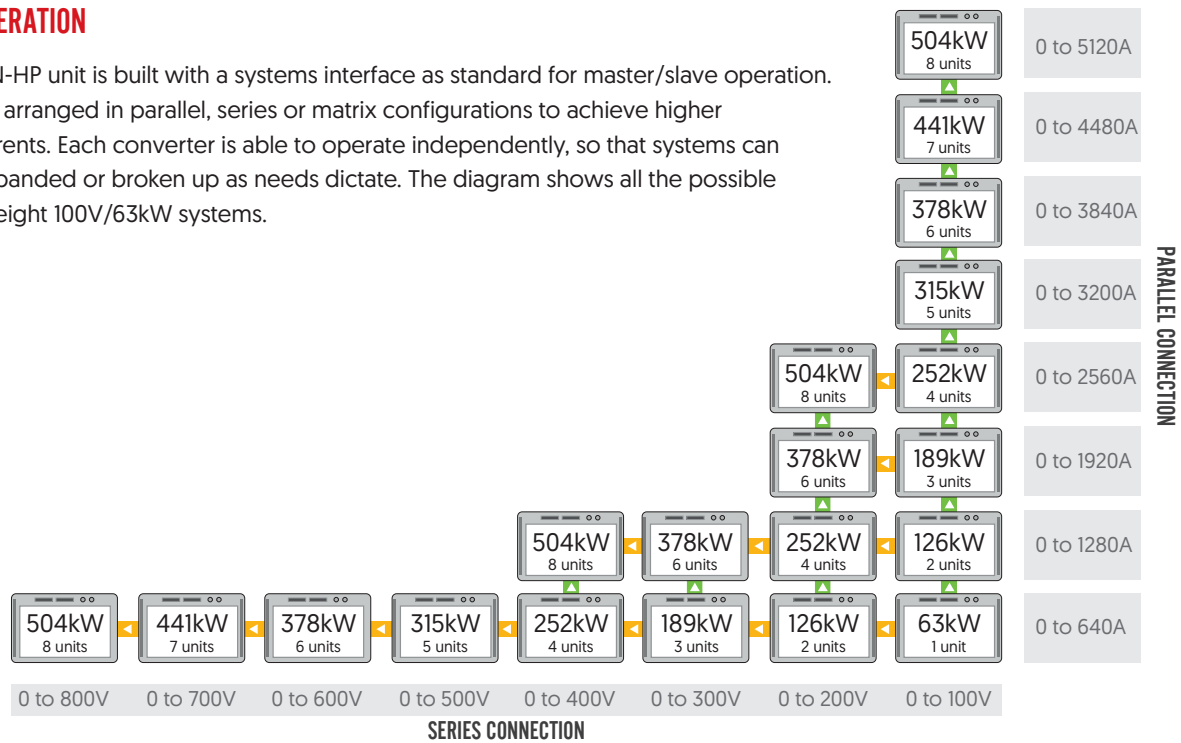 ERATION
N-HP unit is built with a systems interface as standard for master/slave operation.
arranged in parallel, series or matrix configurations to achieve higher
rents. Each converter is able to operate independently, so that systems can
panded or broken up as needs dictate. The diagram shows all the possible
eight 100V/63kW systems.
504kW
8 units
0 to 5120A
441kW
7 units
0 to 4480A
378kW
6 units
0 to 3840A
315kW
5 units
0 to 3200A
504kW 252kW
8 units 4 units
0 to 2560A
378kW 189kW
6 units 3 units
0 to 1920A
504kW 378kW 252kW 126kW
8 units 6 units 4 units 2 units
0 to 1280A
504kW 441kW 378kW 315kW 252kW 189kW 126kW 63kW
8 units 7 units 6 units 5 units 4 units 3 units 2 units 1 unit
0 to 640A
PARALLEL CONNECTION
0 to 800V 0 to 700V 0 to 600V 0 to 500V 0 to 400V 0 to 300V 0 to 200V 0 to 100V
SERIES CONNECTION